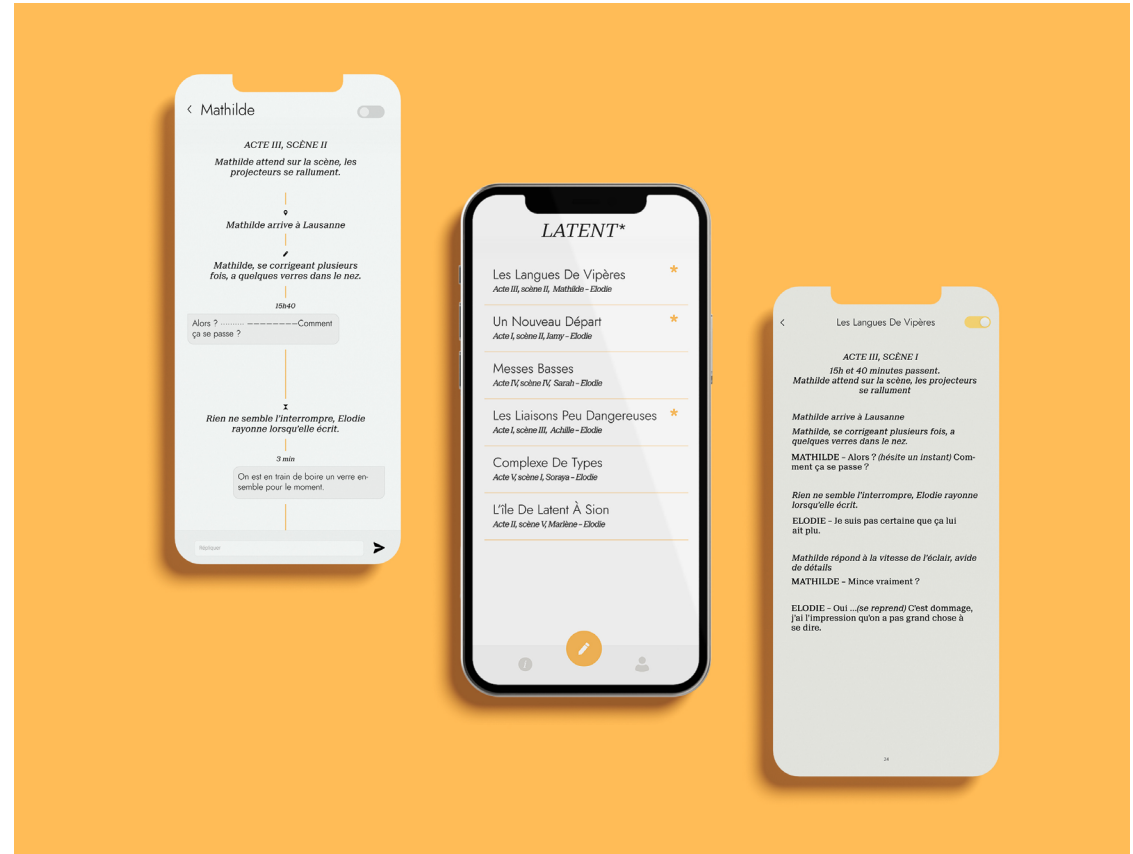 Mathilde
ACTE III, SCÈNE II
Mathilde attend sur la scène, les
projecteurs se rallument.
Mathilde arrive à Lausanne
Mathilde, se corrigeant plusieurs
fois, a quelques verres dans le nez.
15h40
Alors ? ·········· ————————Comment
ça se passe ?
Rien ne semble l'interrompre, Elodie
rayonne lorsqu'elle écrit.
3 min
On est en train de boire un verre en-
semble pour le moment.
LATENT*
Les Langues De Vipères *
Acte III, scène II, Mathilde – Elodie
Un Nouveau Départ *
Acte I, scène II, Jamy – Elodie
Messes Basses
Acte IV, scène IV, Sarah – Elodie
Les Liaisons Peu Dangereuses *
Acte I, scène III, Achille – Elodie
Complexe De Types
Acte V, scène I, Soraya – Elodie
L'île De Latent À Sion
Acte II, scène V, Marlène – Elodie
Les Langues De Vipères
ACTE III, SCÈNE I
15h et 40 minutes passent.
Mathilde attend sur la scène, les projecteurs
se rallument
Mathilde arrive à Lausanne
Mathilde, se corrigeant plusieurs fois, a
quelques verres dans le nez.
MATHILDE – Alors ? (hésite un instant) Com-
ment ça se passe ?
Rien ne semble l'interrompre, Elodie rayonne
lorsqu'elle écrit.
ELODIE – Je suis pas certaine que ça lui
ait plu.
Mathilde répond à la vitesse de l'éclair, avide
de détails
MATHILDE – Mince vraiment ?
ELODIE – Oui ...(se reprend) C'est dommage,
j'ai l'impression qu'on a pas grand chose à
se dire.
24